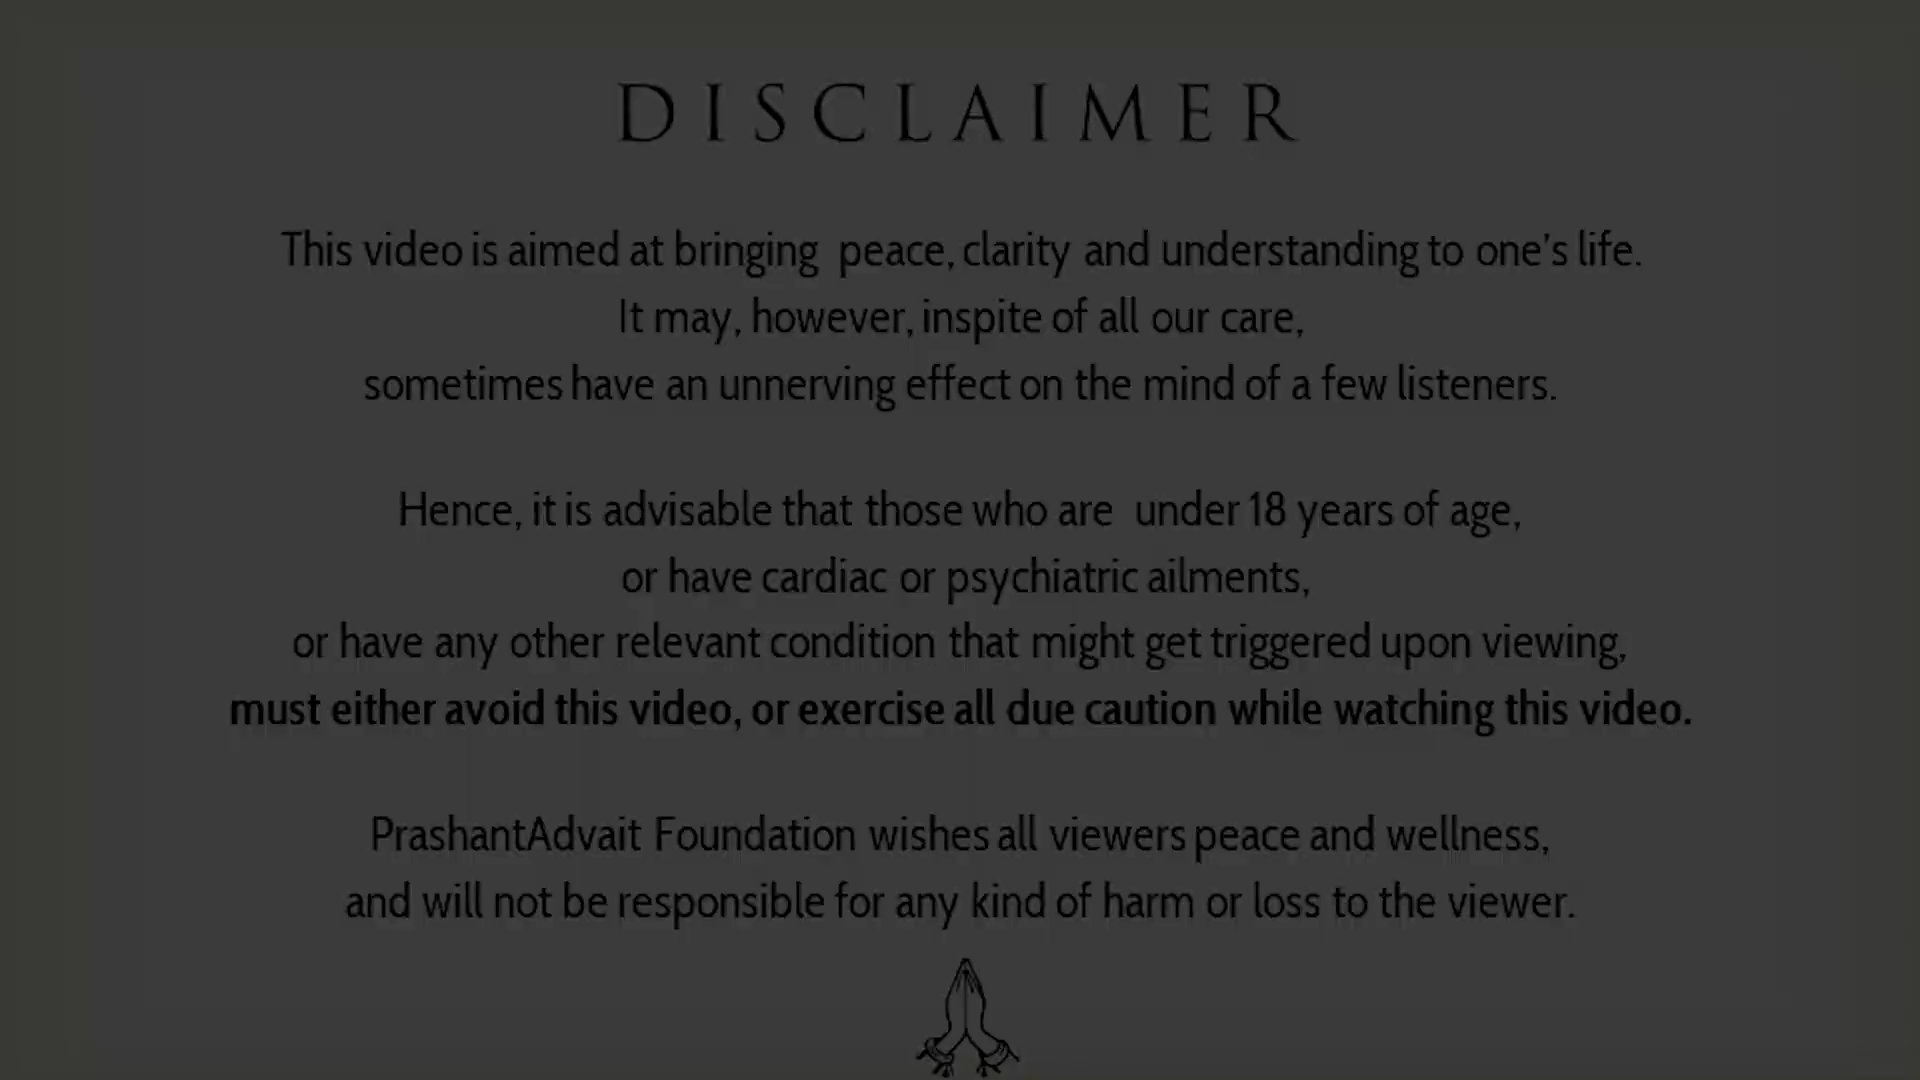 DISCLAIMER
This video is aimed at bringing peace, clarity and understanding to one's life.
It may, however, inspite of all our care,
sometimes have an unnerving effect on the mind of a few listeners.
Hence, it is advisable that those who are under 18 years of age,
or have cardiac or psychiatric ailments,
or have any other relevant condition that might get triggered upon viewing,
must either avoid this video, or exercise all due caution while watching this video.
PrashantAdvait Foundation wishes all viewers peace and wellness,
and will not be responsible for any kind of harm or loss to the viewer.